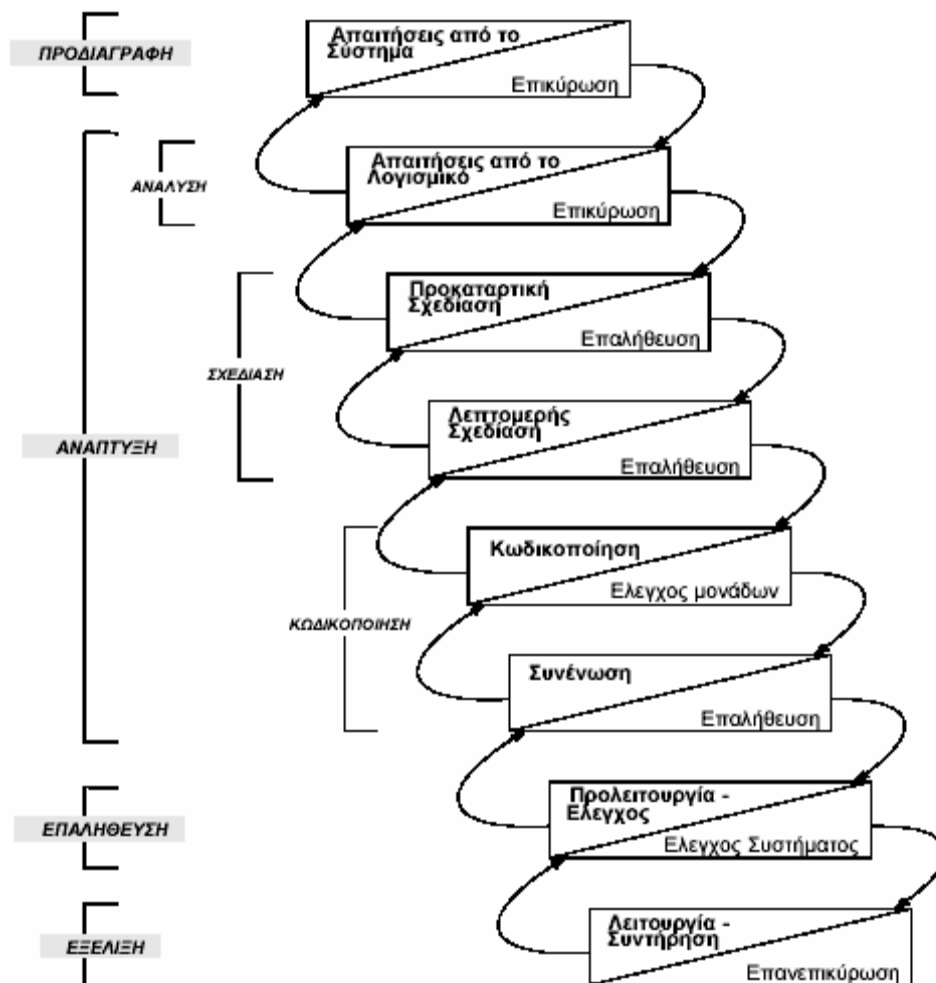 ΠΡΟΔΙΑΓΡΑΦΗ
Απαιτήσεις από το
Σύστημα
Επικύρωση
ΑΝΑΛΥΣΗ
Απαιτήσεις από το
Λογισμικό
Επικύρωση
ΑΝΑΠΤΥΞΗ
ΣΧΕΔΙΑΣΗ
Προκαταρτική
Σχεδίαση
Επαλήθευση
Λεπτομερής
Σχεδίαση
Επαλήθευση
ΚΩΔΙΚΟΠΟΙΗΣΗ
Κωδικοποίηση
Ελεγχος μονάδων
Συνένωση
Επαλήθευση
ΕΠΑΛΗΘΕΥΣΗ
Προλειτουργία -
Ελεγχος
Ελεγχος Συστήματος
ΕΞΕΛΙΞΗ
Λειτουργία -
Συντήρηση
Επανεπικύρωση